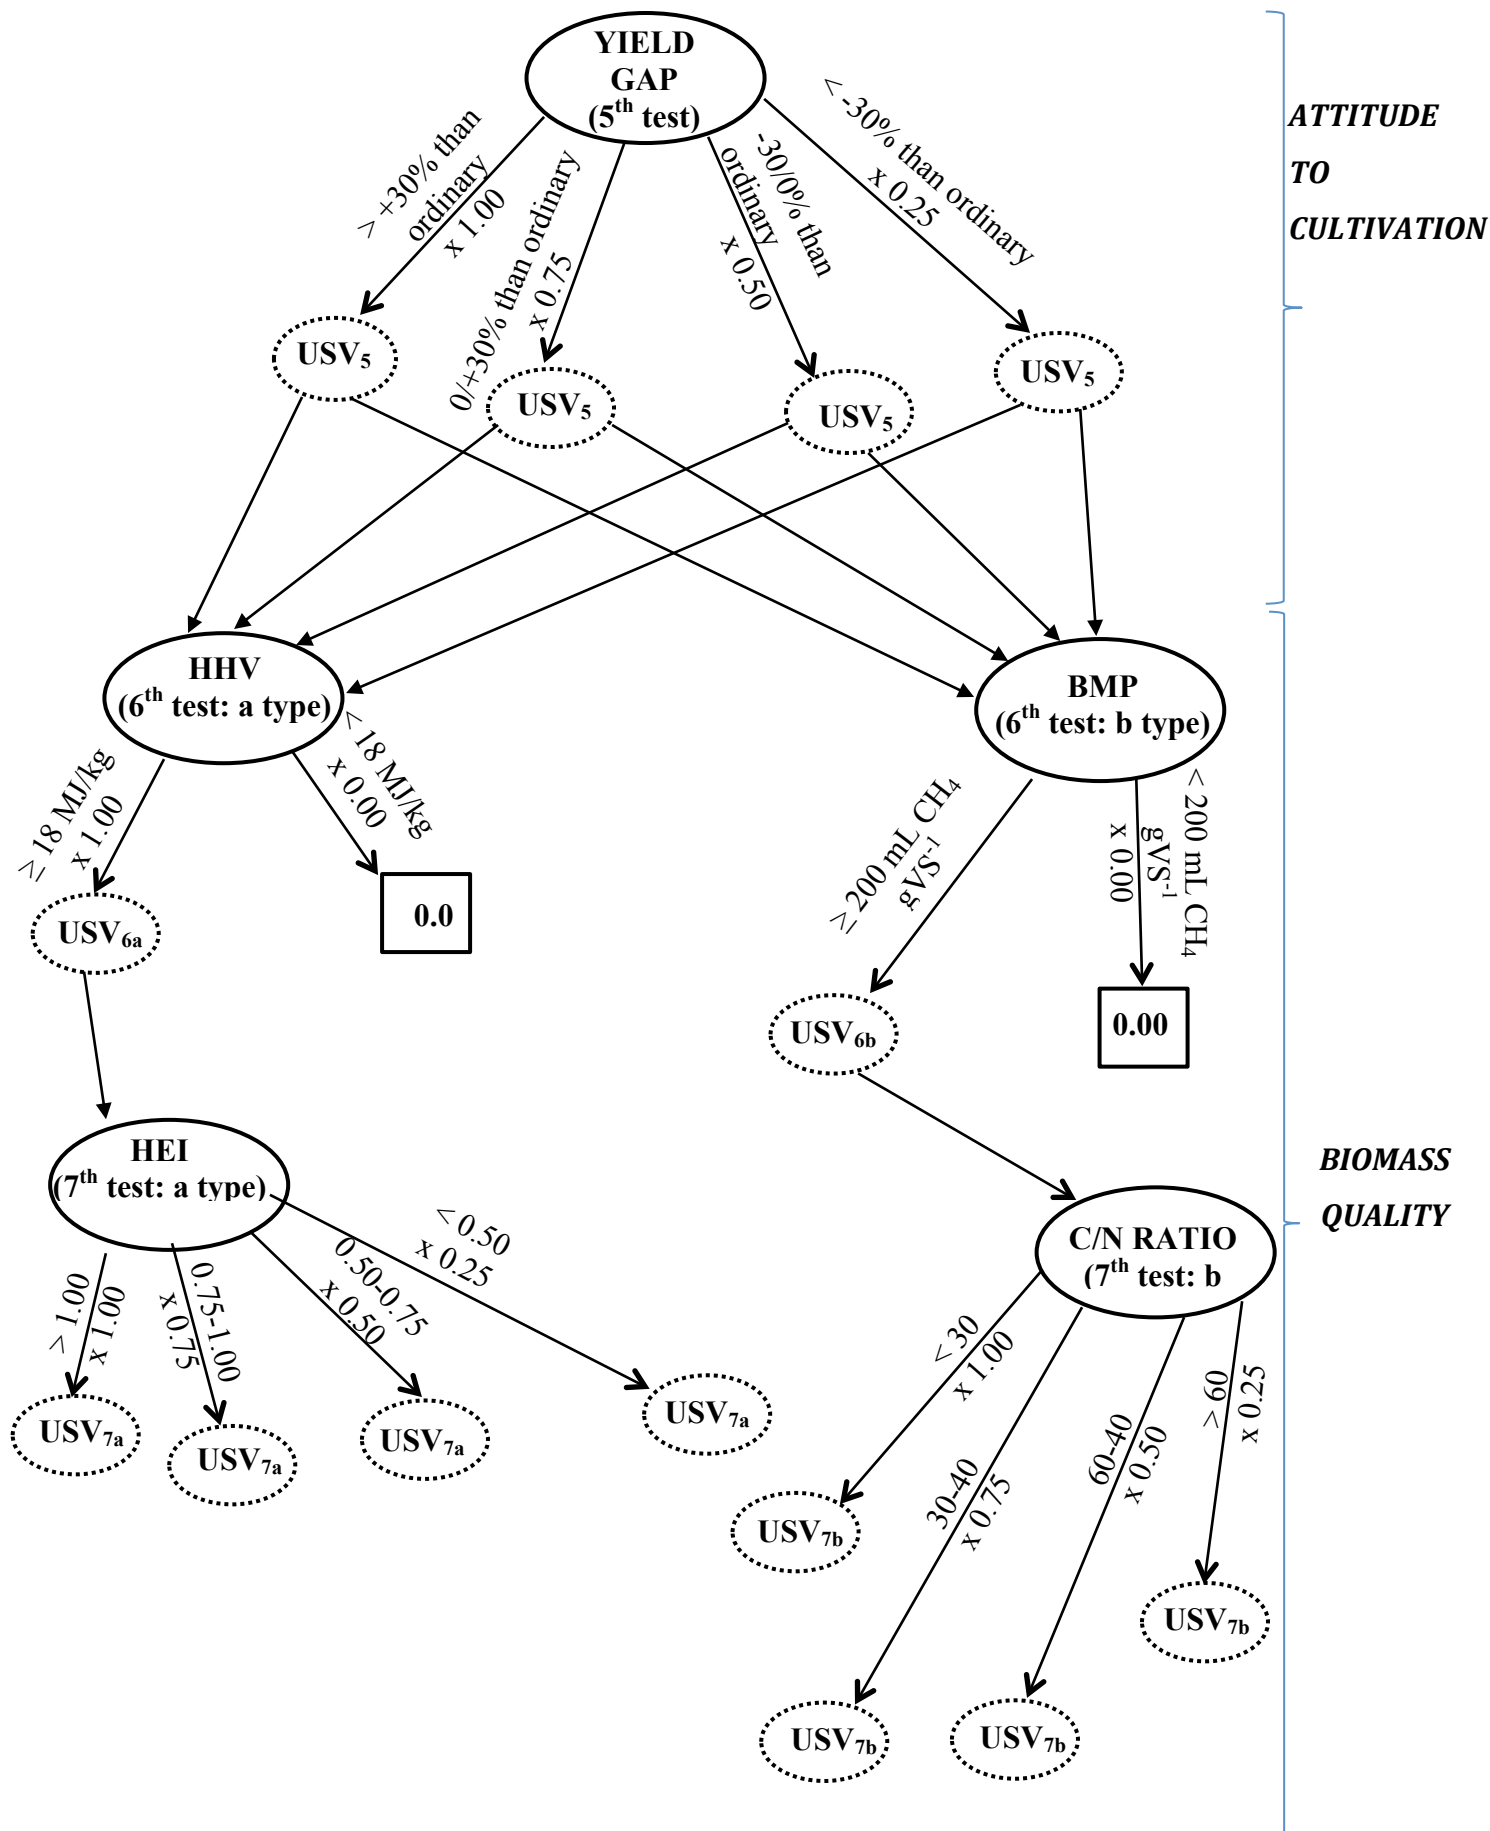 YIELD
GAP
(5th test)
> +30% than
ordinary
x 1.00
0/+30% than ordinary
x 0.75
-30/0% than
ordinary
x 0.50
< -30% than ordinary
x 0.25
ATTITUDE
TO
CULTIVATION
USV5
USV5
USV5
USV5
HHV
(6th test: a type)
BMP
(6th test: b type)
≥ 18 MJ/kg
x 1.00
< 18 MJ/kg
x 0.00
≥ 200 mL CH4
gVS-1
< 200 mL CH4
gVS-1
x 0.00
USV6a
0.0
USV6b
0.00
HEI
(7th test: a type)
BIOMASS
QUALITY
C/N RATIO
(7th test: b
> 1.00
x 1.00
0.75-1.00
x 0.75
0.50-0.75
x 0.50
< 0.50
x 0.25
USV7a
USV7a
USV7a
USV7a
< 30
x 1.00
30-40
x 0.75
60-40
x 0.50
> 60
x 0.25
USV7b
USV7b
USV7b
USV7b